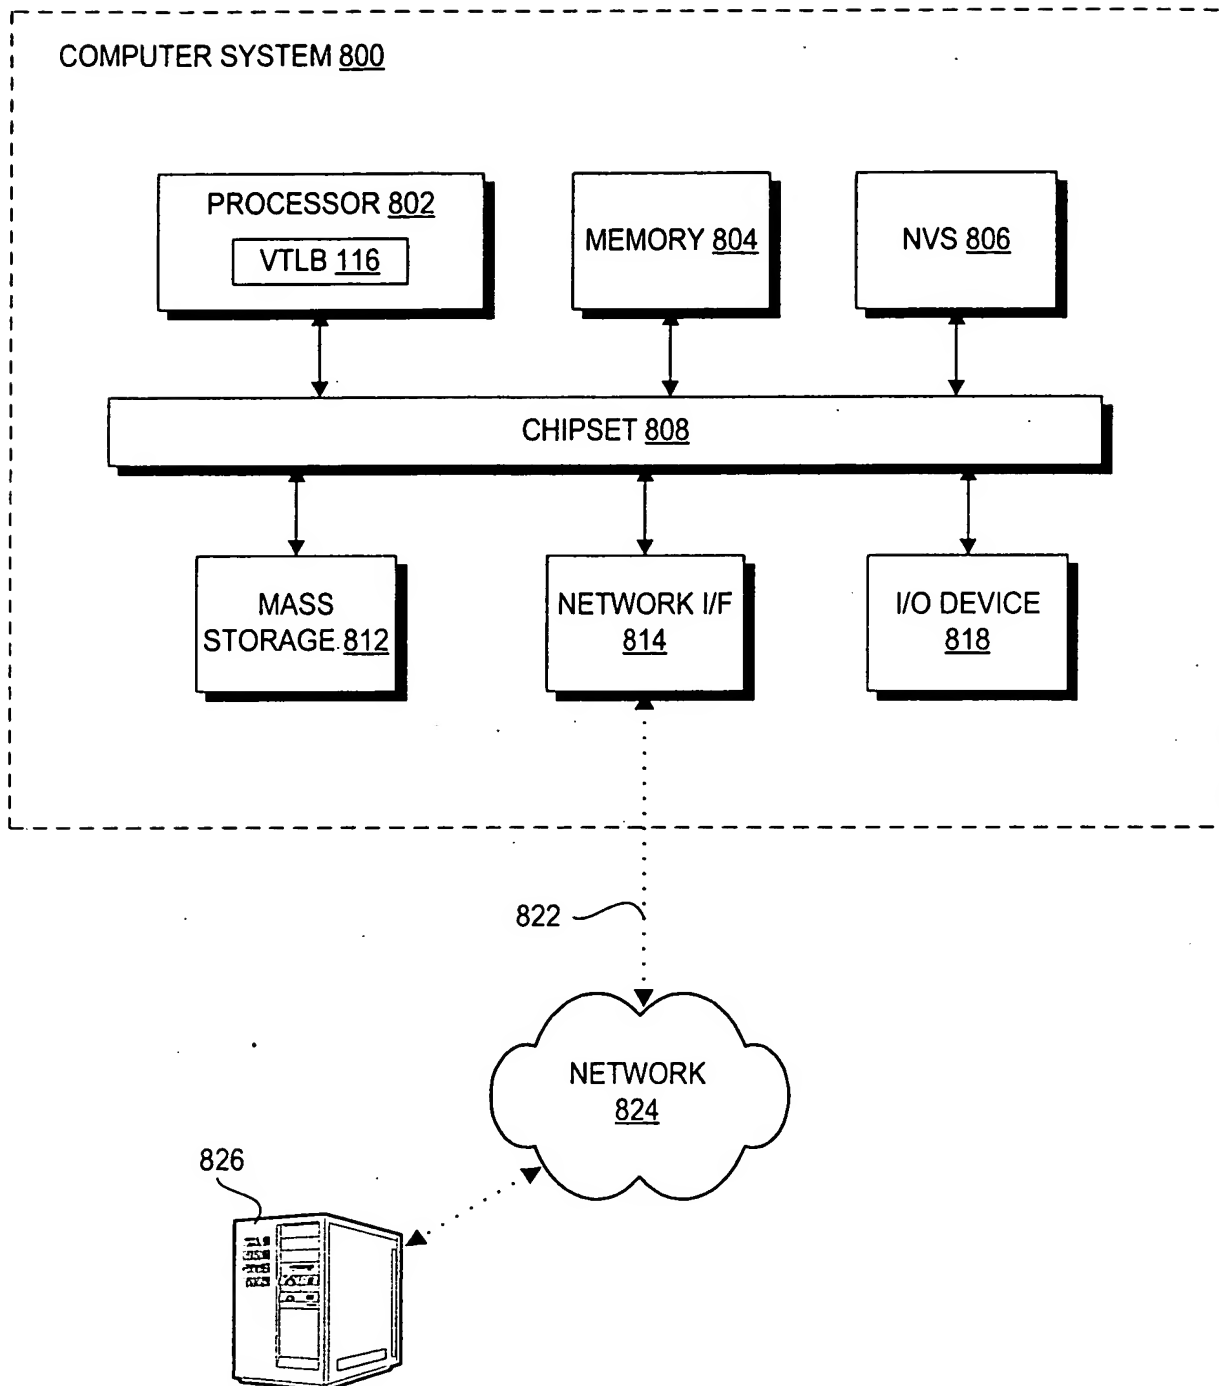 COMPUTER SYSTEM 800
PROCESSOR 802
VTLB 116
MEMORY 804
NVS 806
CHIPSET 808
MASS
STORAGE 812
NETWORK I/F
814
I/O DEVICE
818
822
NETWORK
824
826